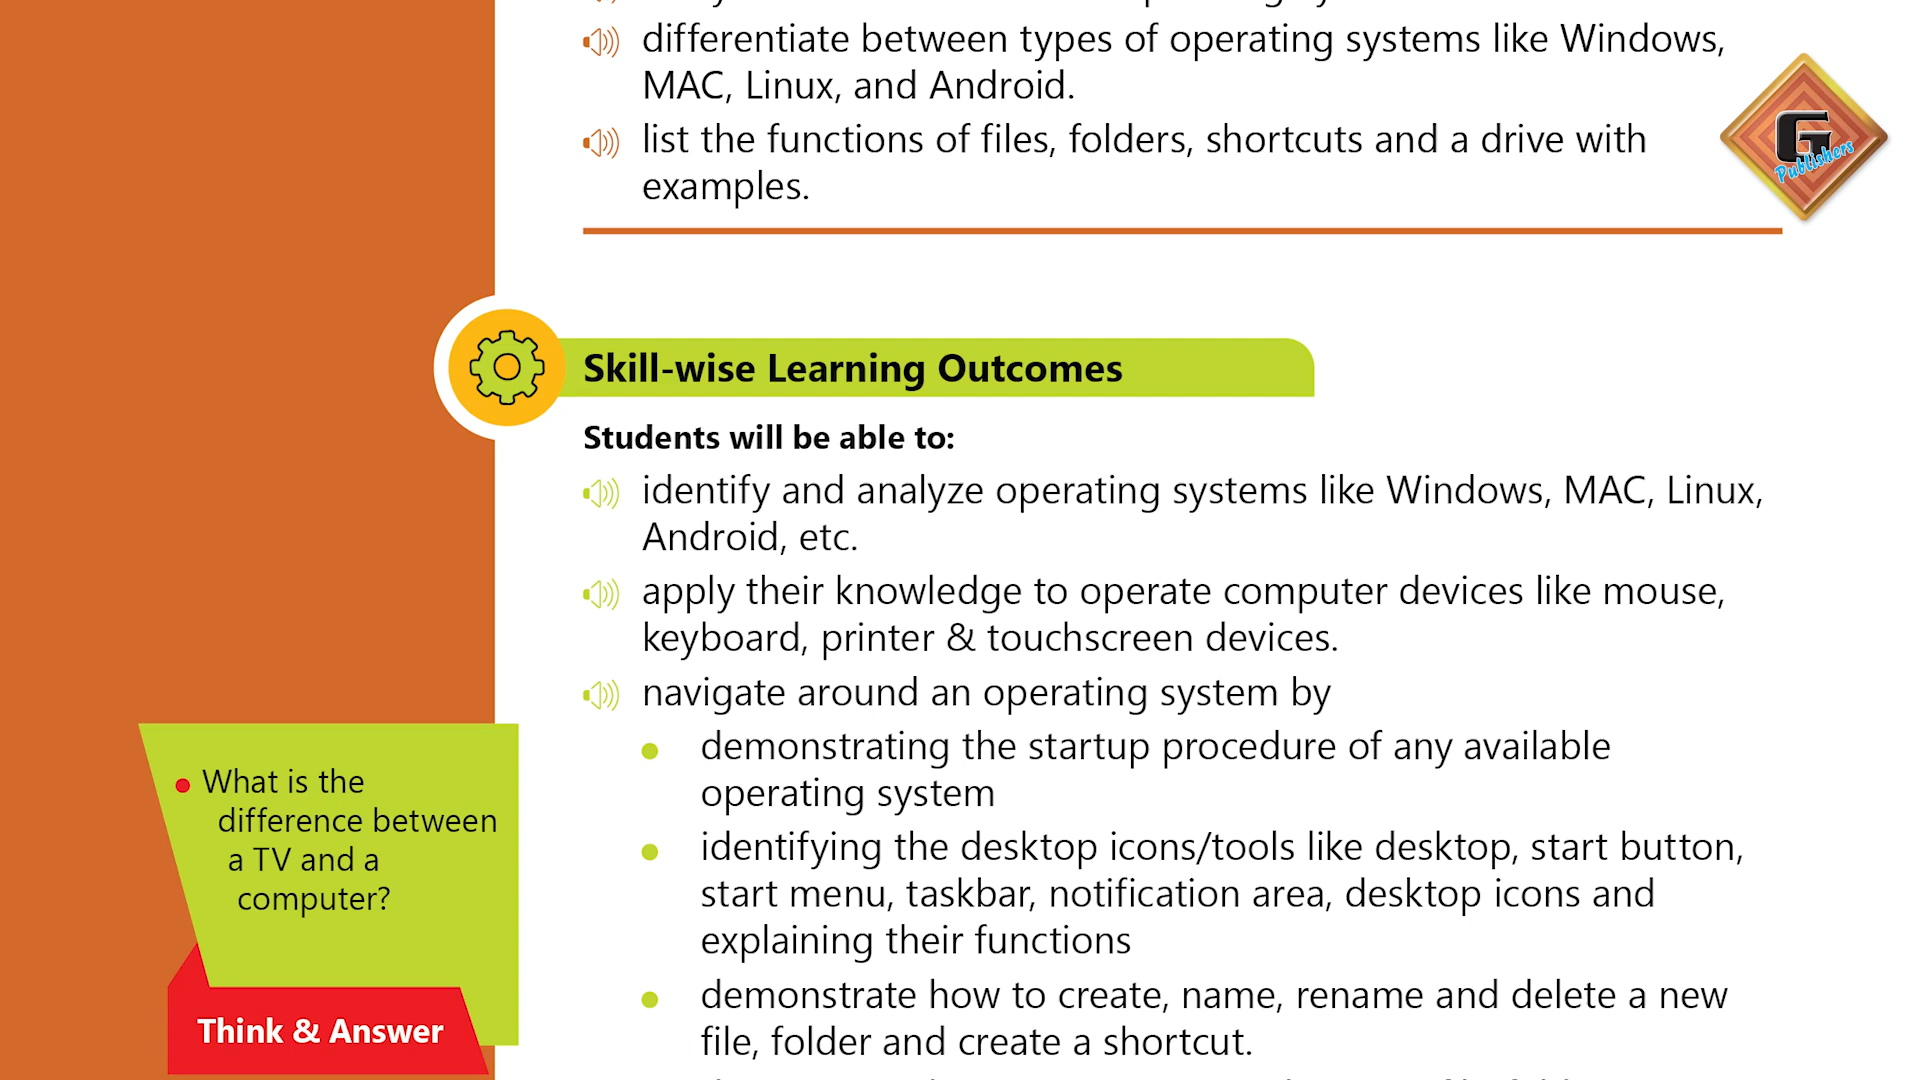 differentiate between types of operating systems like Windows,
MAC, Linux, and Android.
list the functions of files, folders, shortcuts and a drive with
examples.
G
Publishers
Skill-wise Learning Outcomes
Students will be able to:
identify and analyze operating systems like Windows, MAC, Linux,
Android, etc.
apply their knowledge to operate computer devices like mouse,
keyboard, printer & touchscreen devices.
navigate around an operating system by
• demonstrating the startup procedure of any available
operating system
• identifying the desktop icons/tools like desktop, start button,
start menu, taskbar, notification area, desktop icons and
explaining their functions
• demonstrate how to create, name, rename and delete a new
file, folder and create a shortcut.
• What is the
difference between
a TV and a
computer?
Think & Answer